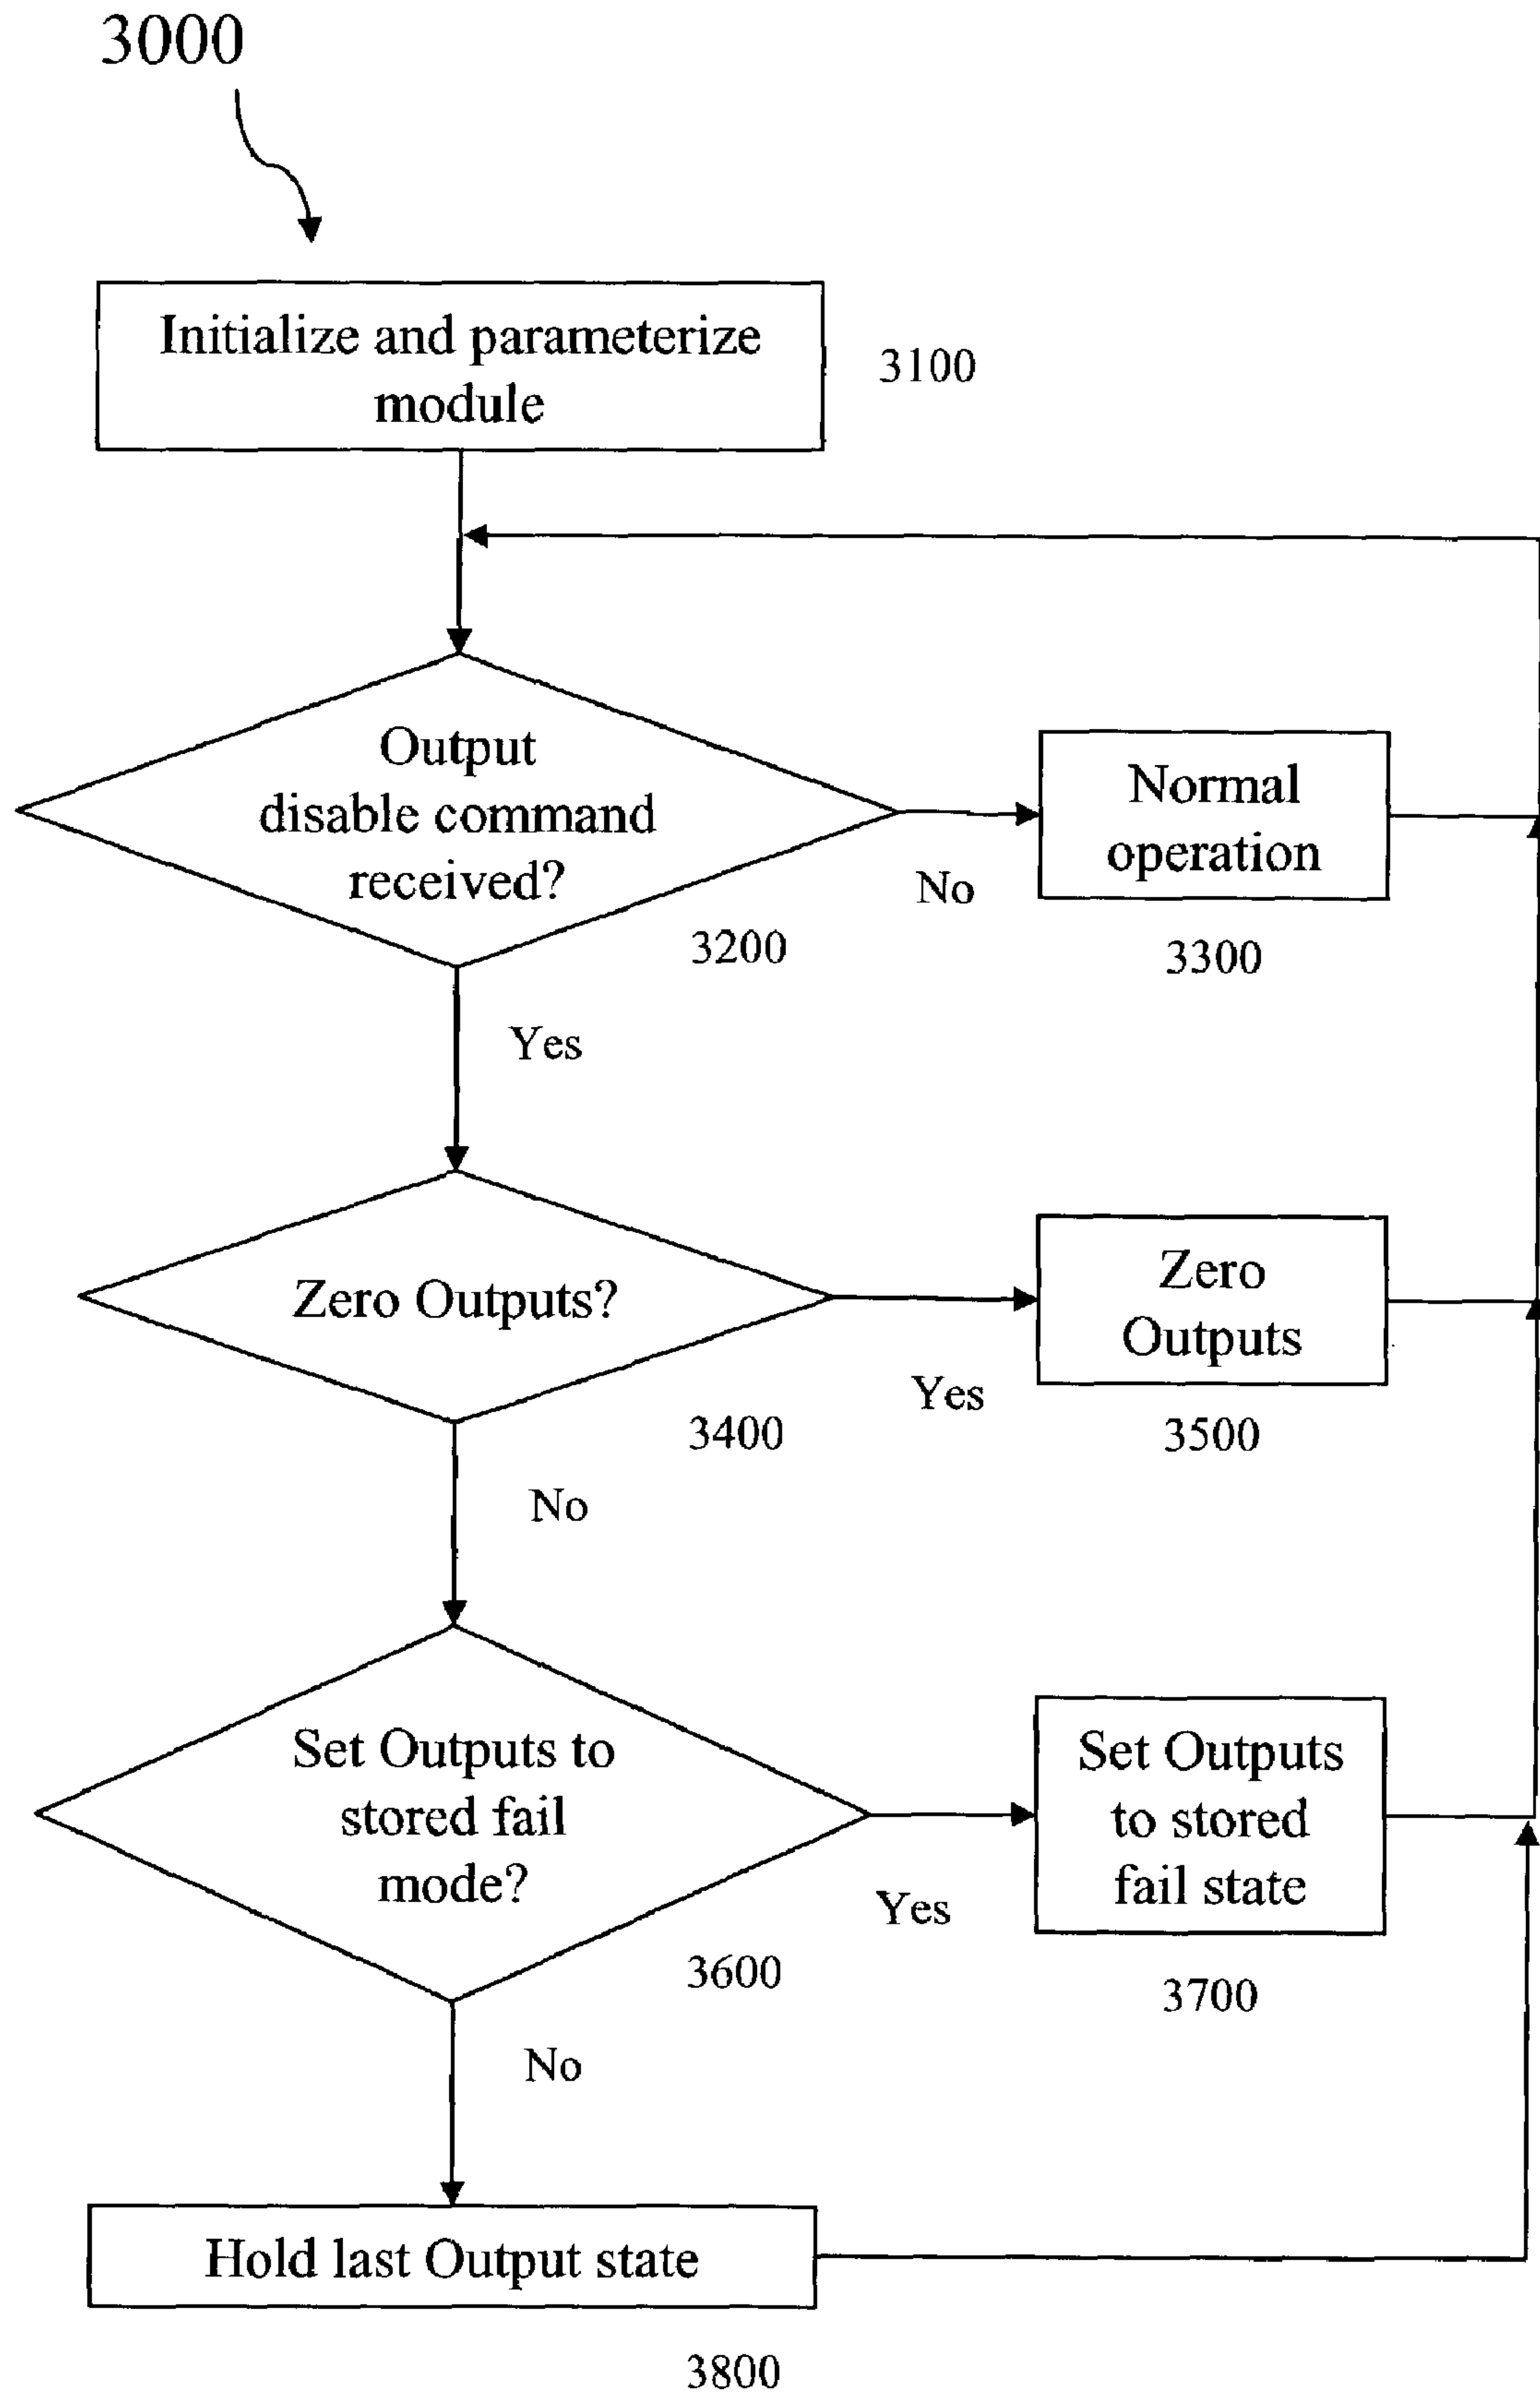 3000
Initialize and parameterize
module
3100
Output
disable command
received?
3200
No
Normal
operation
3300
Yes
Zero Outputs?
3400
Yes
Zero
Outputs
3500
No
Set Outputs to
stored fail
mode?
3600
Yes
Set Outputs
to stored
fail state
3700
No
Hold last Output state
3800